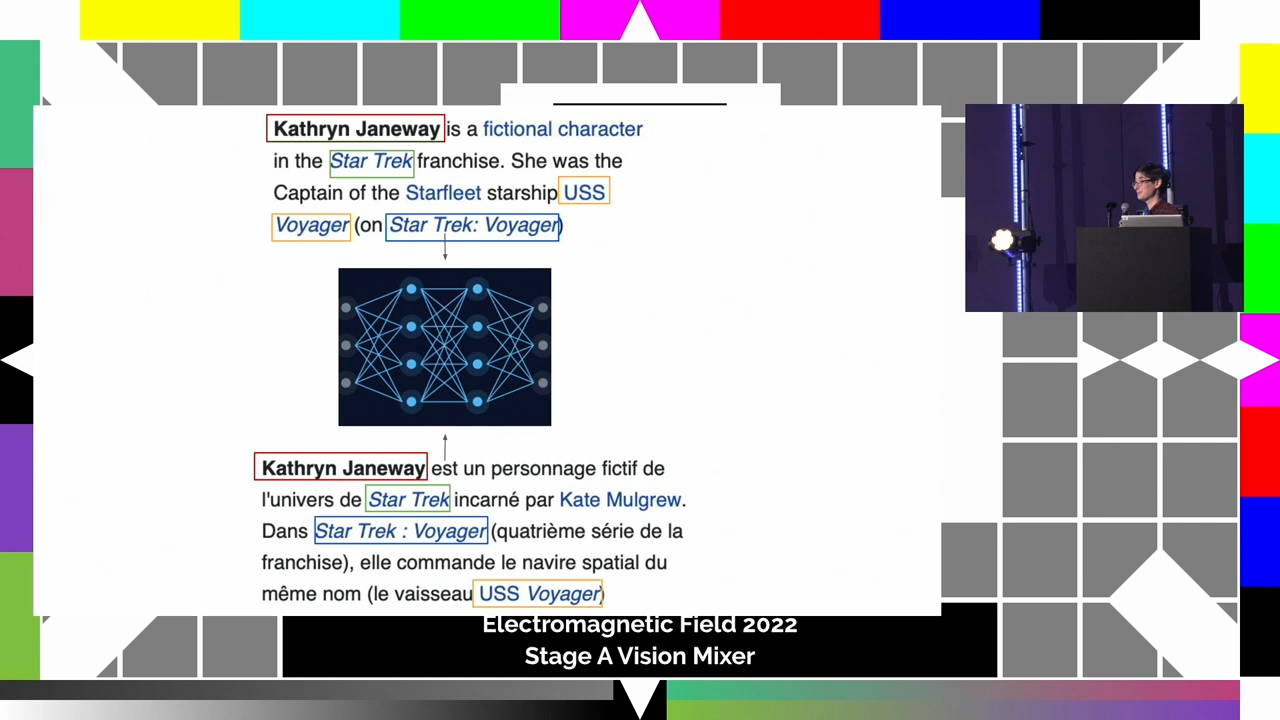 Kathryn Janeway is a fictional character
in the Star Trek franchise. She was the
Captain of the Starfleet starship USS
Voyager (on Star Trek: Voyager)
Kathryn Janeway est un personnage fictif de
l'univers de Star Trek incarné par Kate Mulgrew.
Dans Star Trek : Voyager (quatrième série de la
franchise), elle commande le navire spatial du
même nom (le vaisseau USS Voyager)
Electromagnetic Field 2022
Stage A Vision Mixer